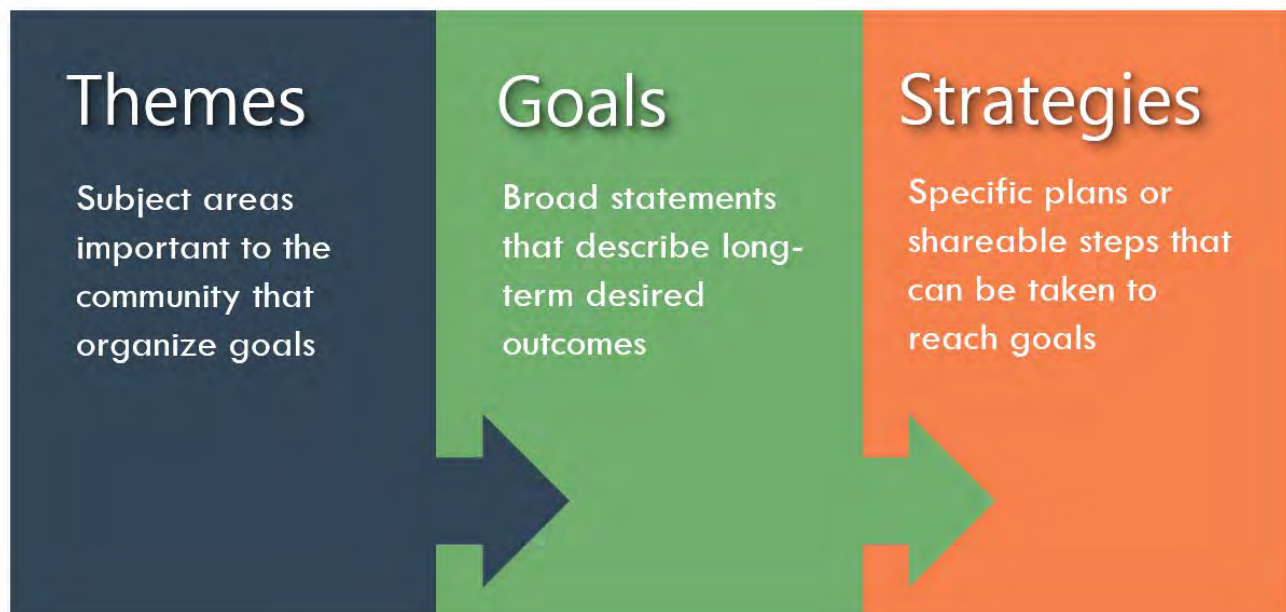 Themes
Subject areas
important to the
community that
organize goals
Goals
Broad statements
that describe long-
term desired
outcomes
Strategies
Specific plans or
shareable steps that
can be taken to
reach goals